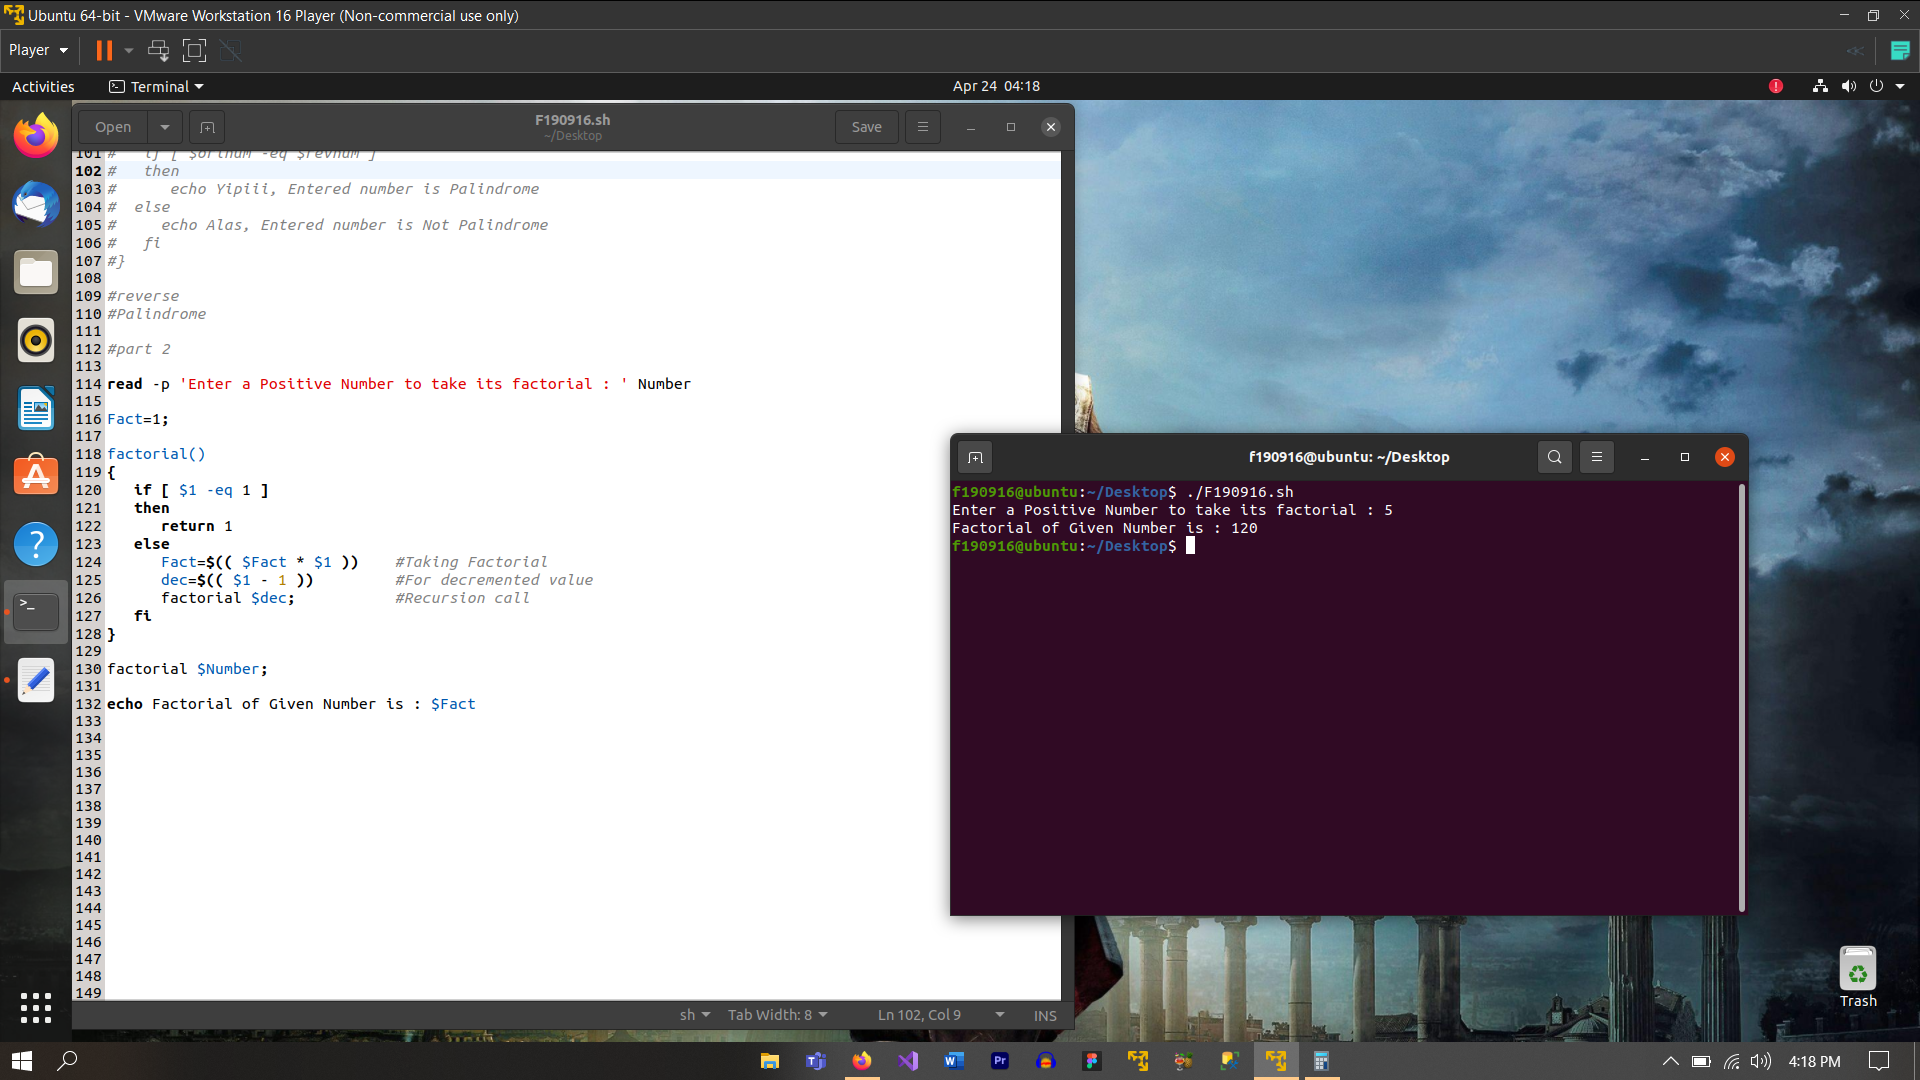 Ubuntu 64-bit - VMware Workstation 16 Player (Non-commercial use only)
Player
Activities
Terminal
Apr 24 04:18
Open
F190916.sh
~/Desktop
Save
101 #   if [ $orinum -eq $revnum ]
102 #   then
103 #      echo Yipiii, Entered number is Palindrome
104 #  else
105 #     echo Alas, Entered number is Not Palindrome
106 #   fi
107 #}
108
109 #reverse
110 #Palindrome
111
112 #part 2
113
114 read -p 'Enter a Positive Number to take its factorial : ' Number
115
116 Fact=1;
117
118 factorial()
119 {
120    if [ $1 -eq 1 ]
121    then
122       return 1
123    else
124       Fact=$(( $Fact * $1 ))    #Taking Factorial
125       dec=$(( $1 - 1 ))         #For decremented value
126       factorial $dec;           #Recursion call
127    fi
128 }
129
130 factorial $Number;
131
132 echo Factorial of Given Number is : $Fact
133
134
135
136
137
138
139
140
141
142
143
144
145
146
147
148
149
sh
Tab Width: 8
Ln 102, Col 9
INS
f190916@ubuntu: ~/Desktop
f190916@ubuntu:~/Desktop$ ./F190916.sh
Enter a Positive Number to take its factorial : 5
Factorial of Given Number is : 120
f190916@ubuntu:~/Desktop$
Trash
4:18 PM